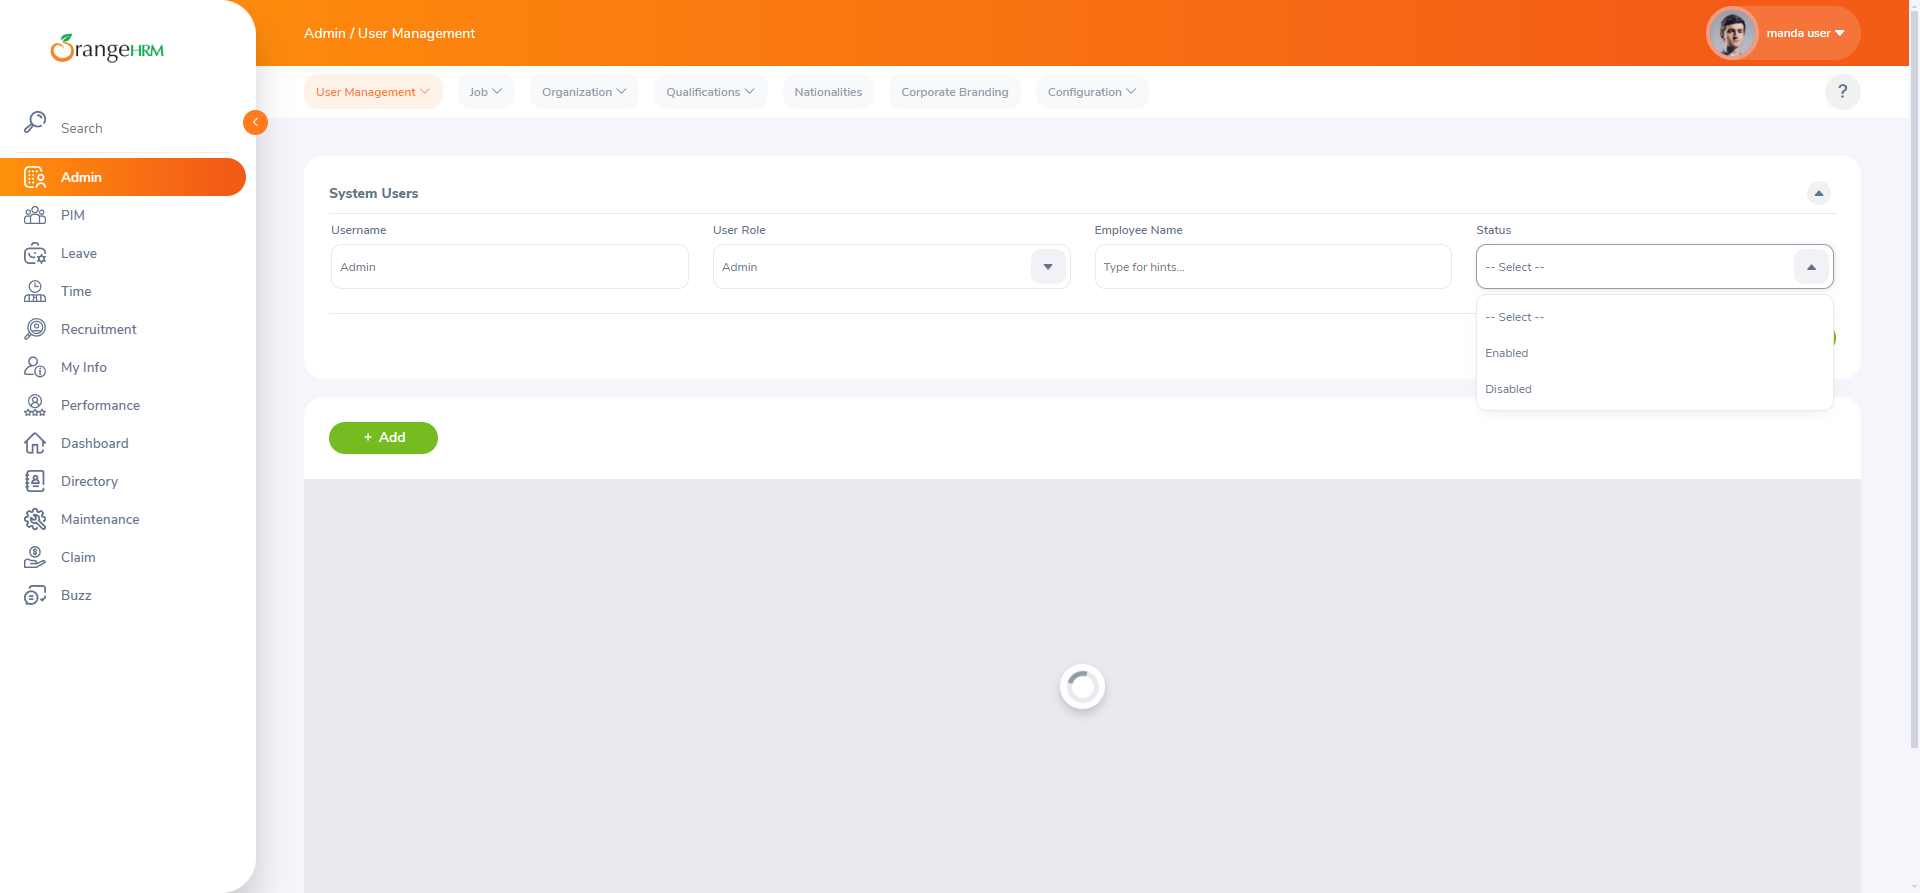 OrangeHRM
Admin / User Management
manda user
User Management
Job
Organization
Qualifications
Nationalities
Corporate Branding
Configuration
?
Search
Admin
PIM
Leave
Time
Recruitment
My Info
Performance
Dashboard
Directory
Maintenance
Claim
Buzz
System Users
Username
User Role
Employee Name
Status
Admin
Admin
Type for hints...
-- Select --
-- Select --
Enabled
Disabled
+ Add